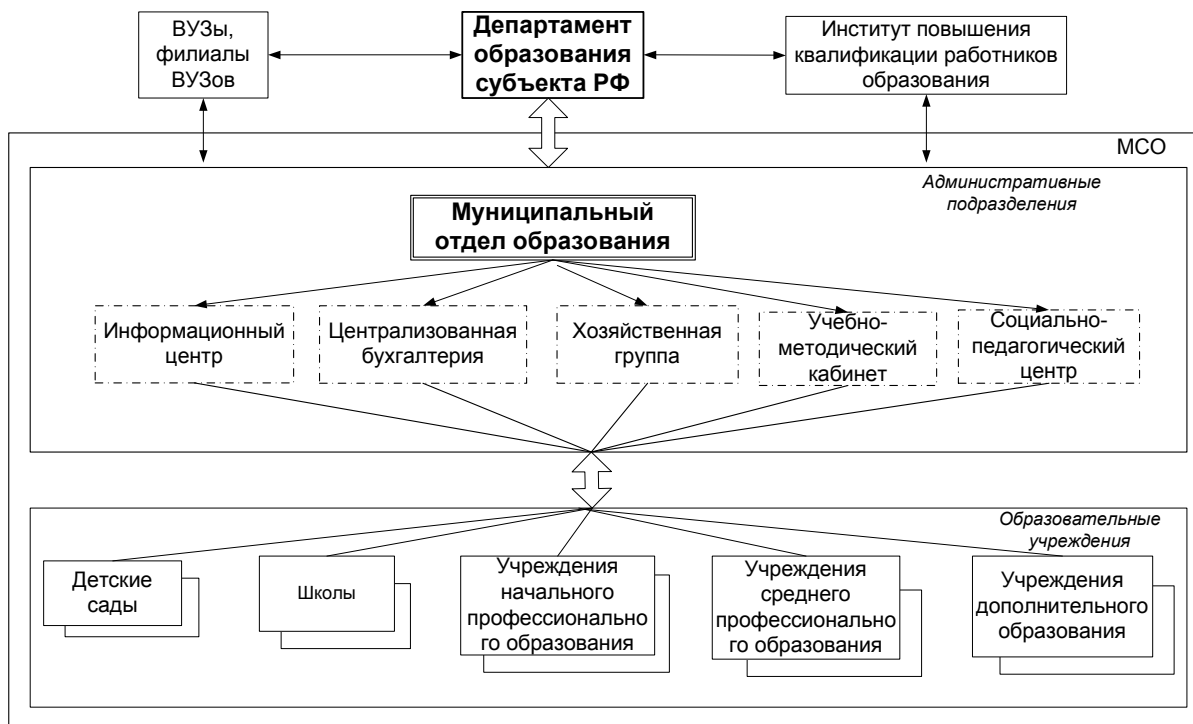 ВУЗы,
филиалы
ВУЗов
Департамент
образования
субъекта РФ
Институт повышения
квалификации работников
образования
МСО
Административные
подразделения
Муниципальный
отдел образования
Информационный
центр
Централизованная
бухгалтерия
Хозяйственная
группа
Учебно-
методический
кабинет
Социально-
педагогический
центр
Образовательные
учреждения
Детские
сады
Школы
Учреждения
начального
профессионально
го образования
Учреждения
среднего
профессионально
го образования
Учреждения
дополнительного
образования